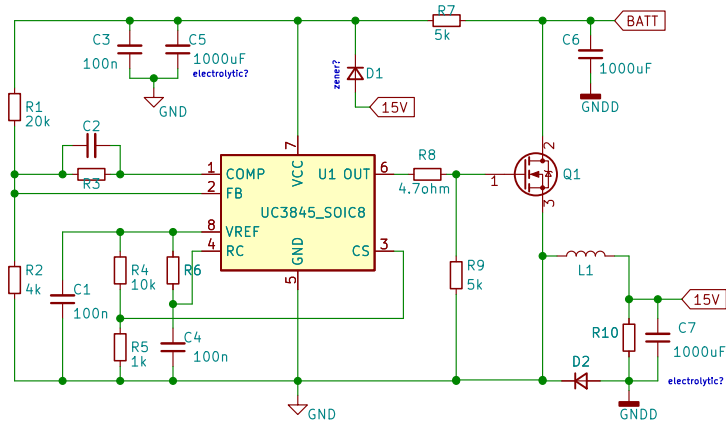 R7
5k
BATT
C3
100n
C5
1000uF
electrolytic?
GND
zener?
D1
15V
C6
1000uF
GNDD
R1
20k
C2
R3
1
2
8
4
7
5
6
3
COMP
FB
VREF
RC
VCC
GND
U1
OUT
CS
UC3845_SOIC8
R8
4.7ohm
1
2
3
Q1
R2
4k
C1
100n
R4
10k
R6
R5
1k
C4
100n
R9
5k
L1
15V
R10
C7
1000uF
electrolytic?
D2
GND
GNDD